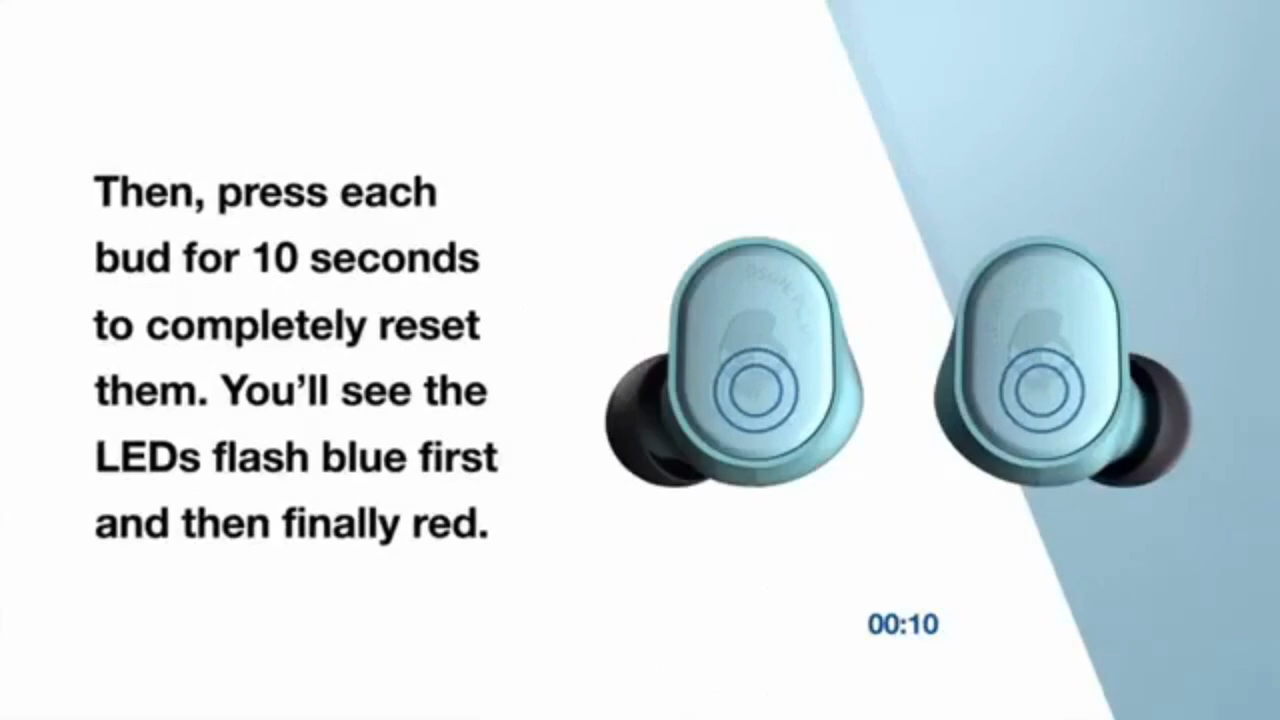 Then, press each
bud for 10 seconds
to completely reset
them. You’ll see the
LEDs flash blue first
and then finally red.
00:10